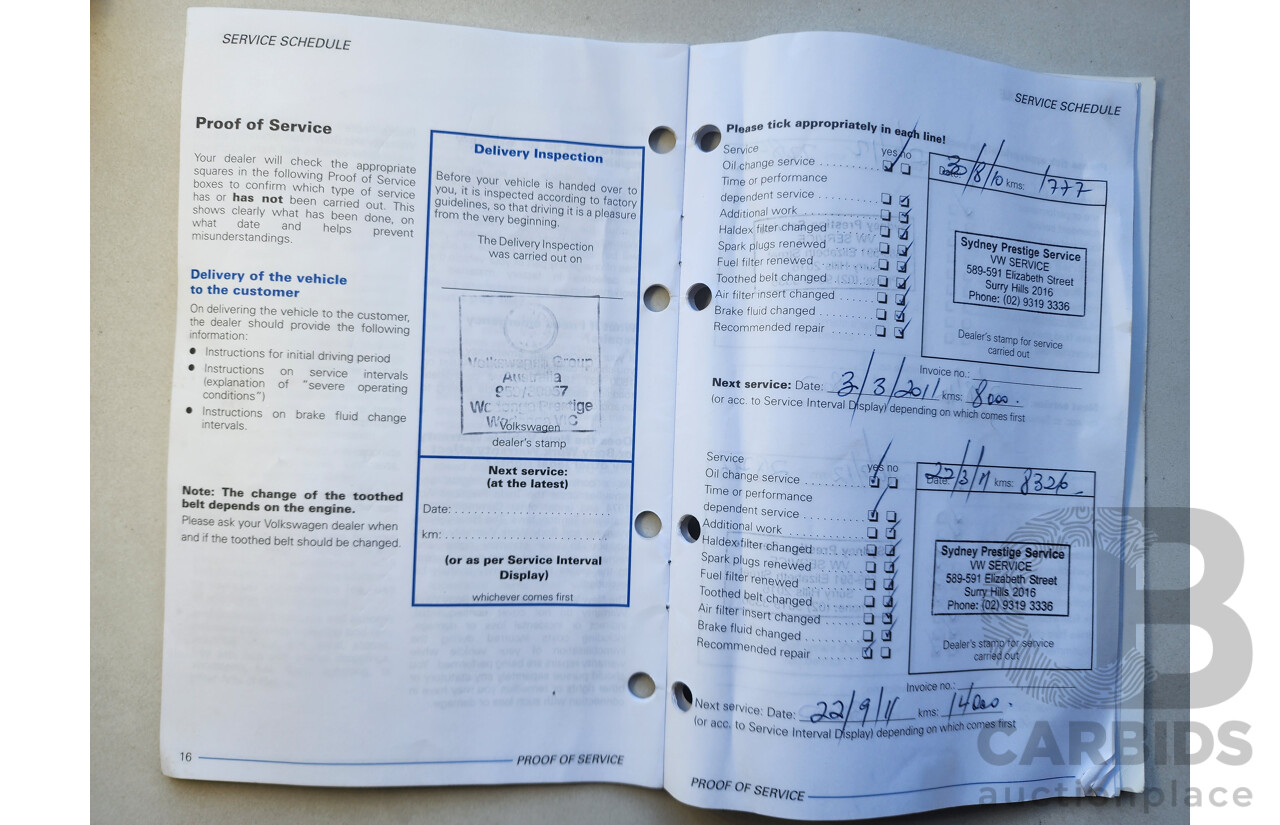 SERVICE SCHEDULE
Proof of Service
Your dealer will check the appropriate
squares in the following Proof of Service
boxes to confirm which type of service
has or has not been carried out. This
shows clearly what has been done, on
what date and helps prevent
misunderstandings.
Delivery of the vehicle
to the customer
On delivering the vehicle to the customer,
the dealer should provide the following
information:
● Instructions for initial driving period
● Instructions on service intervals
(explanation of "severe operating
conditions")
● Instructions on brake fluid change
intervals.
Note: The change of the toothed
belt depends on the engine.
Please ask your Volkswagen dealer when
and if the toothed belt should be changed.
Delivery Inspection
Before your vehicle is handed over to
you, it is inspected according to factory
guidelines, so that driving it is a pleasure
from the very beginning.
The Delivery Inspection
was carried out on
Volkswagen Group
Australia
Prestige
Volkswagen
dealer's stamp
Next service:
(at the latest)
Date:
km:
(or as per Service Interval
Display)
whichever comes first
16
PROOF OF SERVICE
SERVICE SCHEDULE
Please tick appropriately in each line!
Service yes no
Oil change service
Time or performance
dependent service
Additional work
Haldex filter changed
Spark plugs renewed
Fuel filter renewed
Toothed belt changed
Air filter insert changed
Brake fluid changed
Recommended repair
Date: 3/8/10 kms: 1777
Sydney Prestige Service
VW SERVICE
589-591 Elizabeth Street
Surry Hills 2016
Phone: (02) 9319 3336
Dealer's stamp for service
carried out
Invoice no.:
Next service: Date: 3/3/2011 kms: 8000.
(or acc. to Service Interval Display) depending on which comes first
Service yes no
Oil change service
Time or performance
dependent service
Additional work
Haldex filter changed
Spark plugs renewed
Fuel filter renewed
Toothed belt changed
Air filter insert changed
Brake fluid changed
Recommended repair
Date: 22/3/11 kms: 8326
Sydney Prestige Service
VW SERVICE
589-591 Elizabeth Street
Surry Hills 2016
Phone: (02) 9319 3336
Dealer's stamp for service
carried out
Invoice no.:
Next service: Date: 22/9/11 kms: 14000.
(or acc. to Service Interval Display) depending on which comes first
PROOF OF SERVICE
CARBIDS
auctionplace